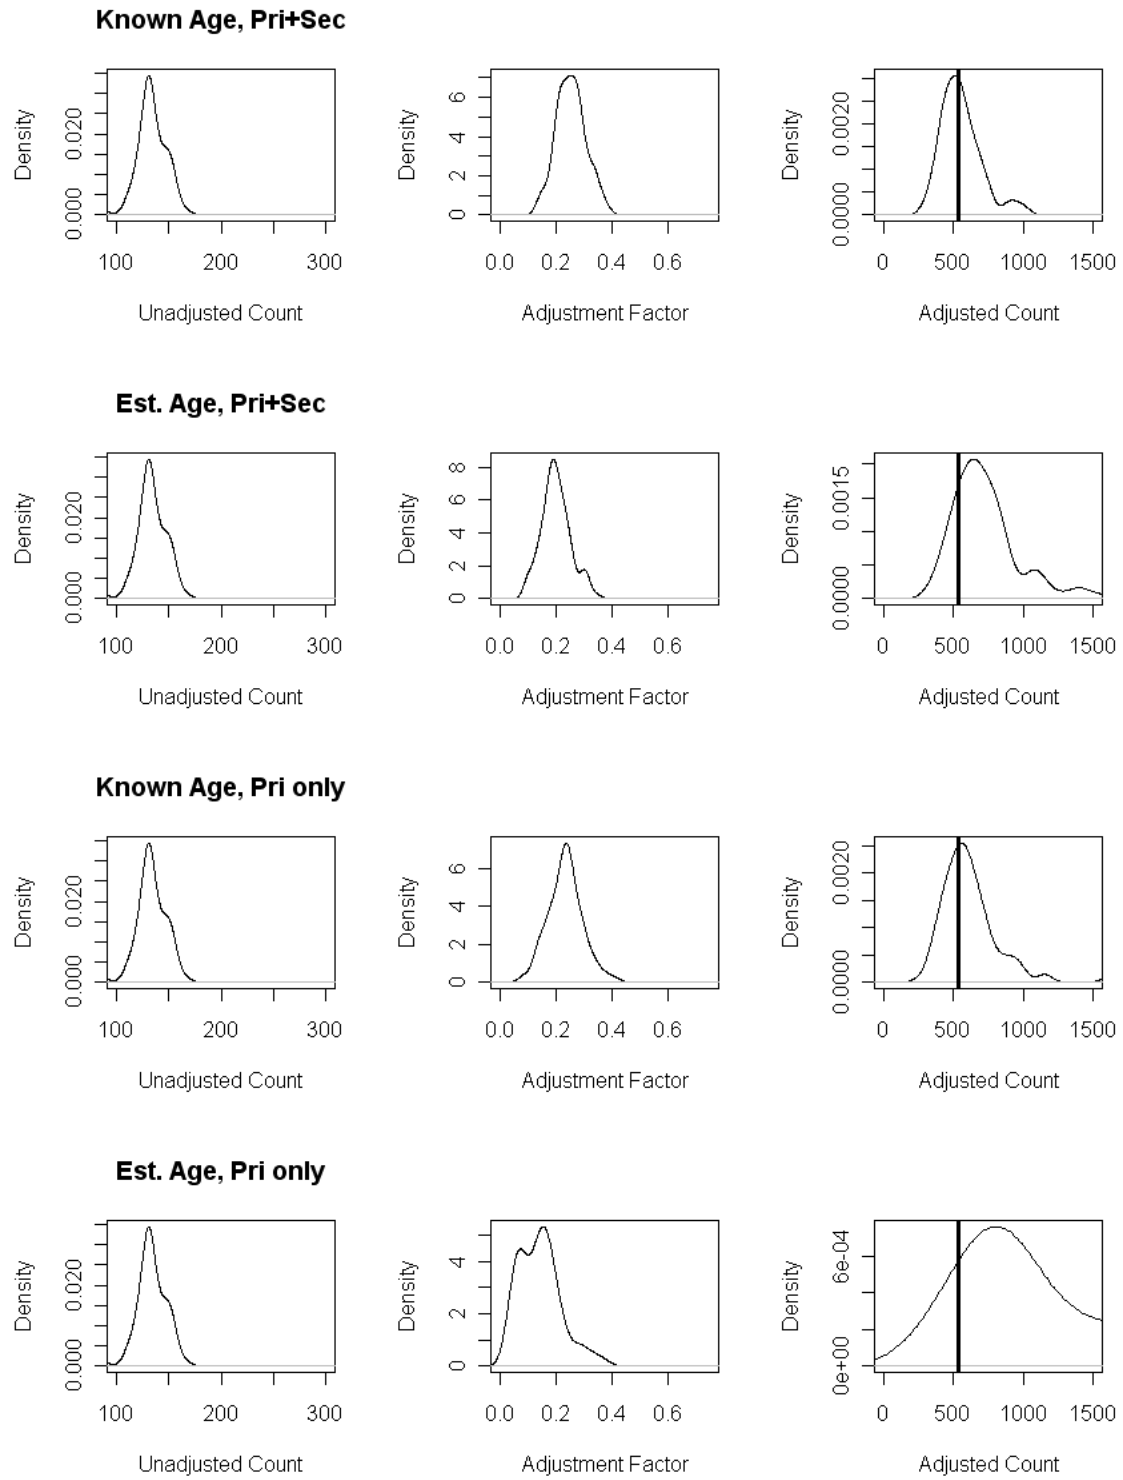 Known Age, Pri+Sec
Density
0.000 0.020
100 200 300
Unadjusted Count
Density
0 2 4 6
0.0 0.2 0.4 0.6
Adjustment Factor
Density
0.0000 0.0020
0 500 1000 1500
Adjusted Count
Est. Age, Pri+Sec
Density
0.000 0.020
100 200 300
Unadjusted Count
Density
0 2 4 6 8
0.0 0.2 0.4 0.6
Adjustment Factor
Density
0.0000 0.0015
0 500 1000 1500
Adjusted Count
Known Age, Pri only
Density
0.000 0.020
100 200 300
Unadjusted Count
Density
0 2 4 6
0.0 0.2 0.4 0.6
Adjustment Factor
Density
0.0000 0.0020
0 500 1000 1500
Adjusted Count
Est. Age, Pri only
Density
0.000 0.020
100 200 300
Unadjusted Count
Density
0 2 4
0.0 0.2 0.4 0.6
Adjustment Factor
Density
0e+00 6e-04
0 500 1000 1500
Adjusted Count